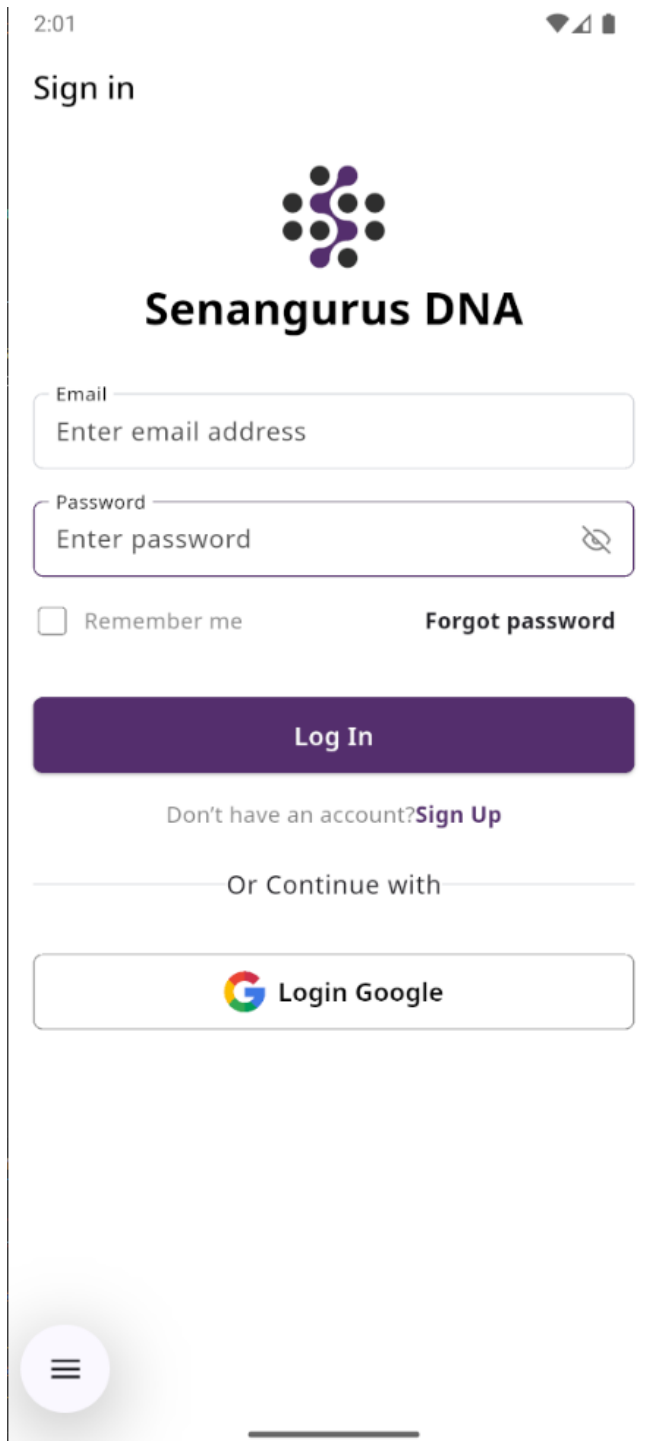 2:01
Sign in
Senangurus DNA
Email
Enter email address
Password
Enter password
Remember me Forgot password
Log In
Don’t have an account?Sign Up
Or Continue with
Login Google